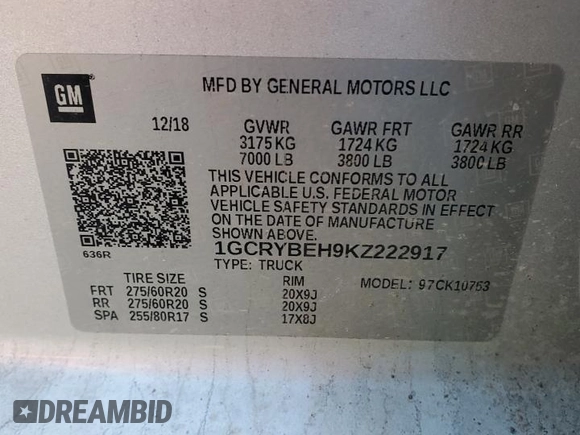 GM
MFD BY GENERAL MOTORS LLC
12/18 GVWR GAWR FRT GAWR RR
3175 KG 1724 KG 1724 KG
7000 LB 3800 LB 3800 LB
THIS VEHICLE CONFORMS TO ALL
APPLICABLE U.S. FEDERAL MOTOR
VEHICLE SAFETY STANDARDS IN EFFECT
ON THE DATE OF MANUFACTURE
SHOWN ABOVE.
636R
1GCRYBEH9KZ222917
TYPE: TRUCK
TIRE SIZE RIM MODEL: 97CK10753
FRT 275/60R20 S 20X9J
RR 275/60R20 S 20X9J
SPA 255/80R17 S 17X8J
DREAMBID